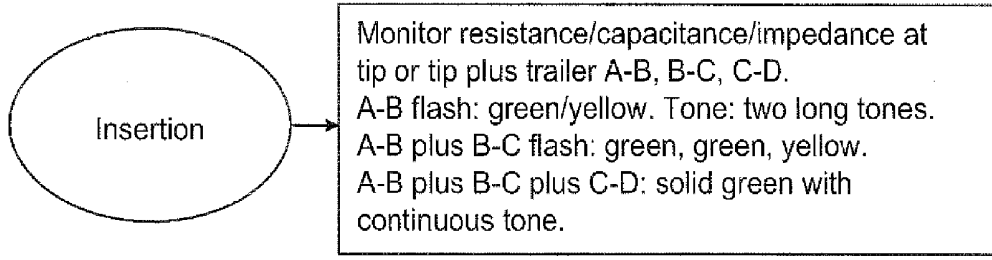 Insertion
Monitor resistance/capacitance/impedance at
tip or tip plus trailer A-B, B-C, C-D.
A-B flash: green/yellow. Tone: two long tones.
A-B plus B-C flash: green, green, yellow.
A-B plus B-C plus C-D: solid green with
continuous tone.